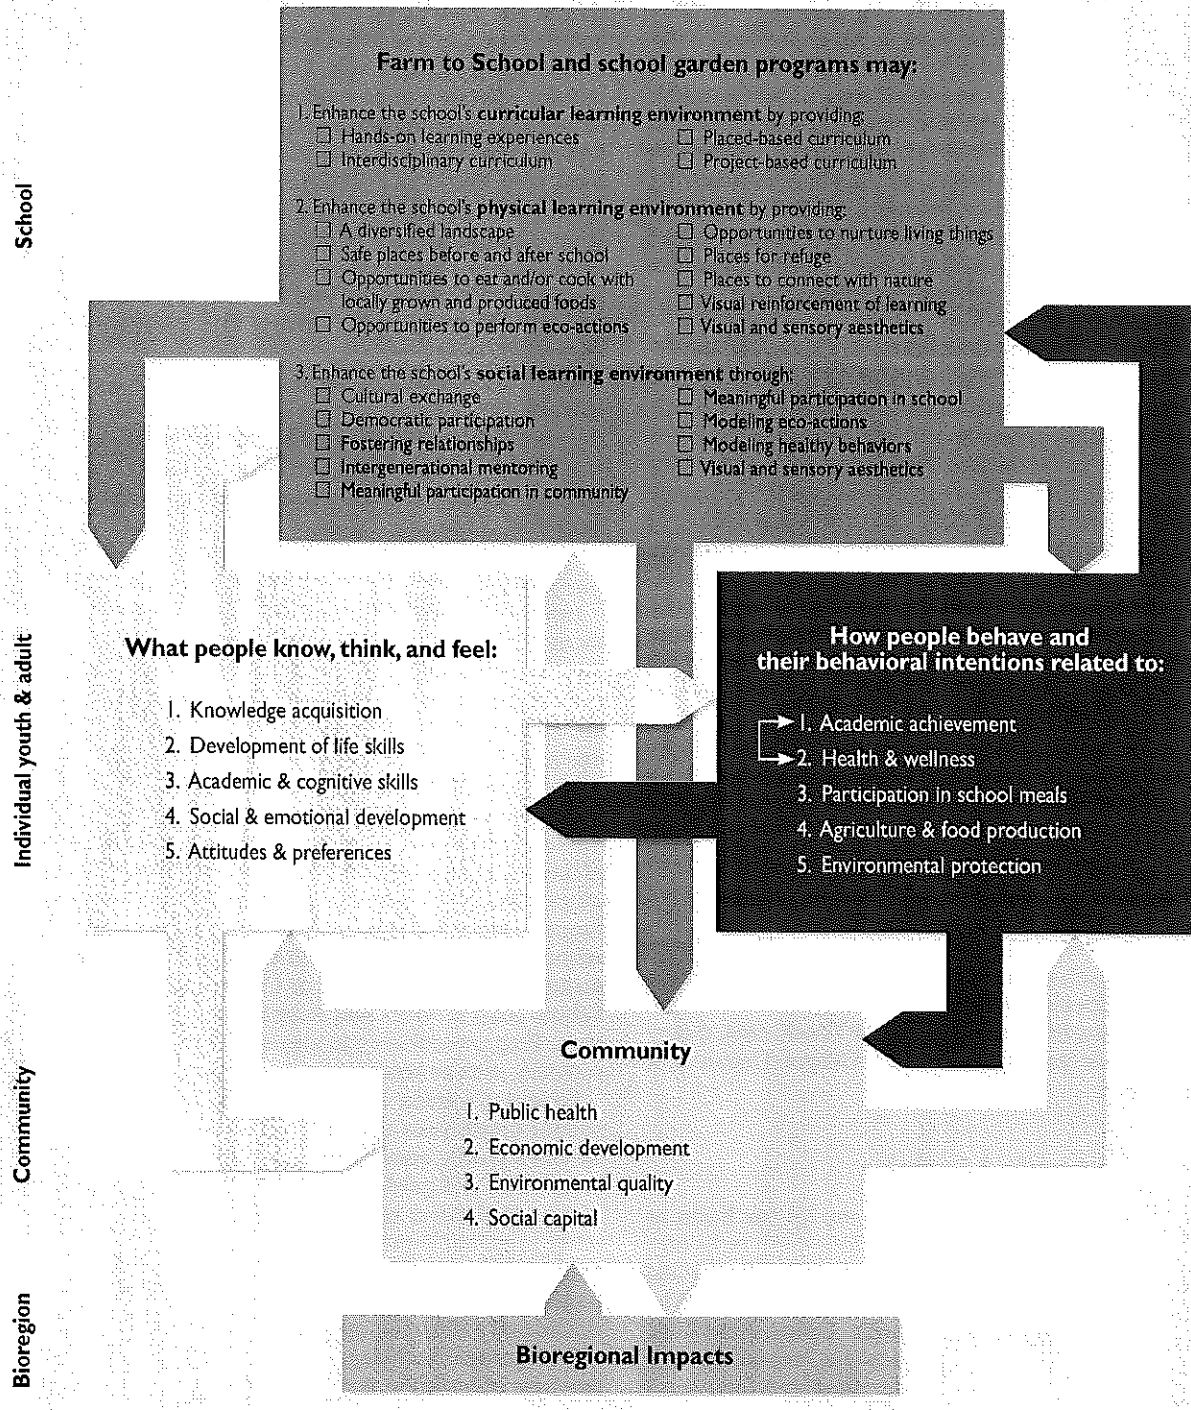 School
Farm to School and school garden programs may:
1. Enhance the school's curricular learning environment by providing:
Hands-on learning experiences
Interdisciplinary curriculum
Placed-based curriculum
Project-based curriculum
2. Enhance the school's physical learning environment by providing:
A diversified landscape
Safe places before and after school
Opportunities to eat and/or cook with
locally grown and produced foods
Opportunities to perform eco-actions
Opportunities to nurture living things
Places for refuge
Places to connect with nature
Visual reinforcement of learning
Visual and sensory aesthetics
3. Enhance the school's social learning environment through:
Cultural exchange
Democratic participation
Fostering relationships
Intergenerational mentoring
Meaningful participation in community
Meaningful participation in school
Modeling eco-actions
Modeling healthy behaviors
Visual and sensory aesthetics
Individual youth & adult
What people know, think, and feel:
1. Knowledge acquisition
2. Development of life skills
3. Academic & cognitive skills
4. Social & emotional development
5. Attitudes & preferences
How people behave and
their behavioral intentions related to:
1. Academic achievement
2. Health & wellness
3. Participation in school meals
4. Agriculture & food production
5. Environmental protection
Community
Community
1. Public health
2. Economic development
3. Environmental quality
4. Social capital
Bioregion
Bioregional Impacts